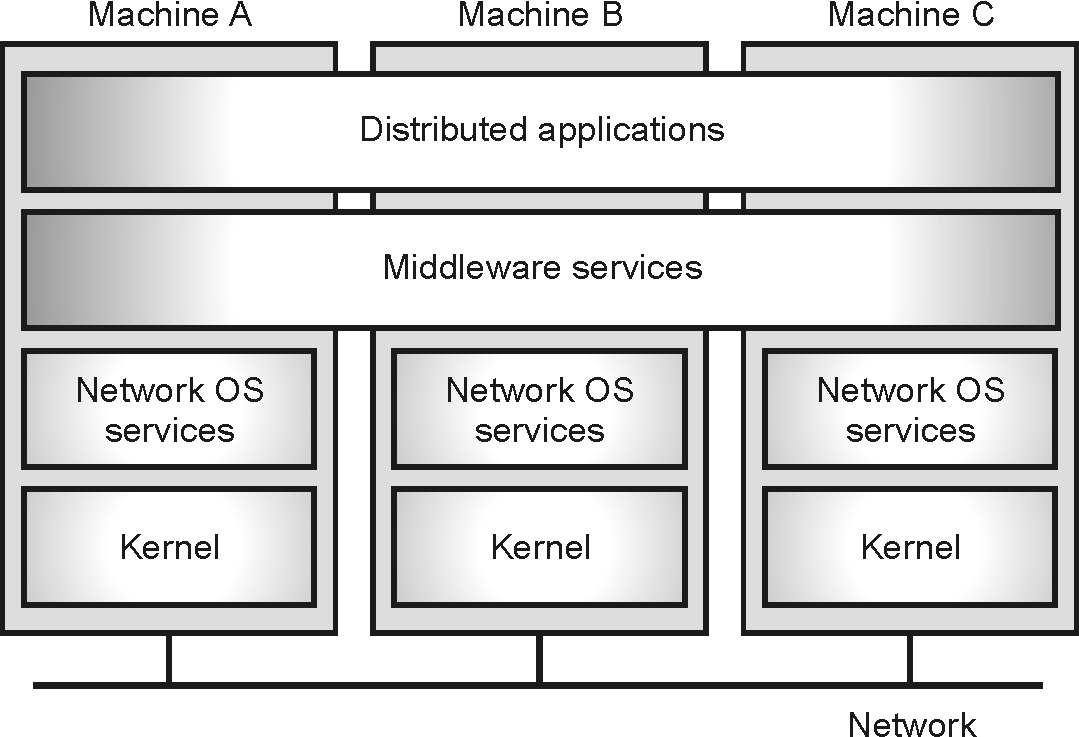 Machine A
Machine B
Machine C
Distributed applications
Middleware services
Network OS
services
Network OS
services
Network OS
services
Kernel
Kernel
Kernel
Network